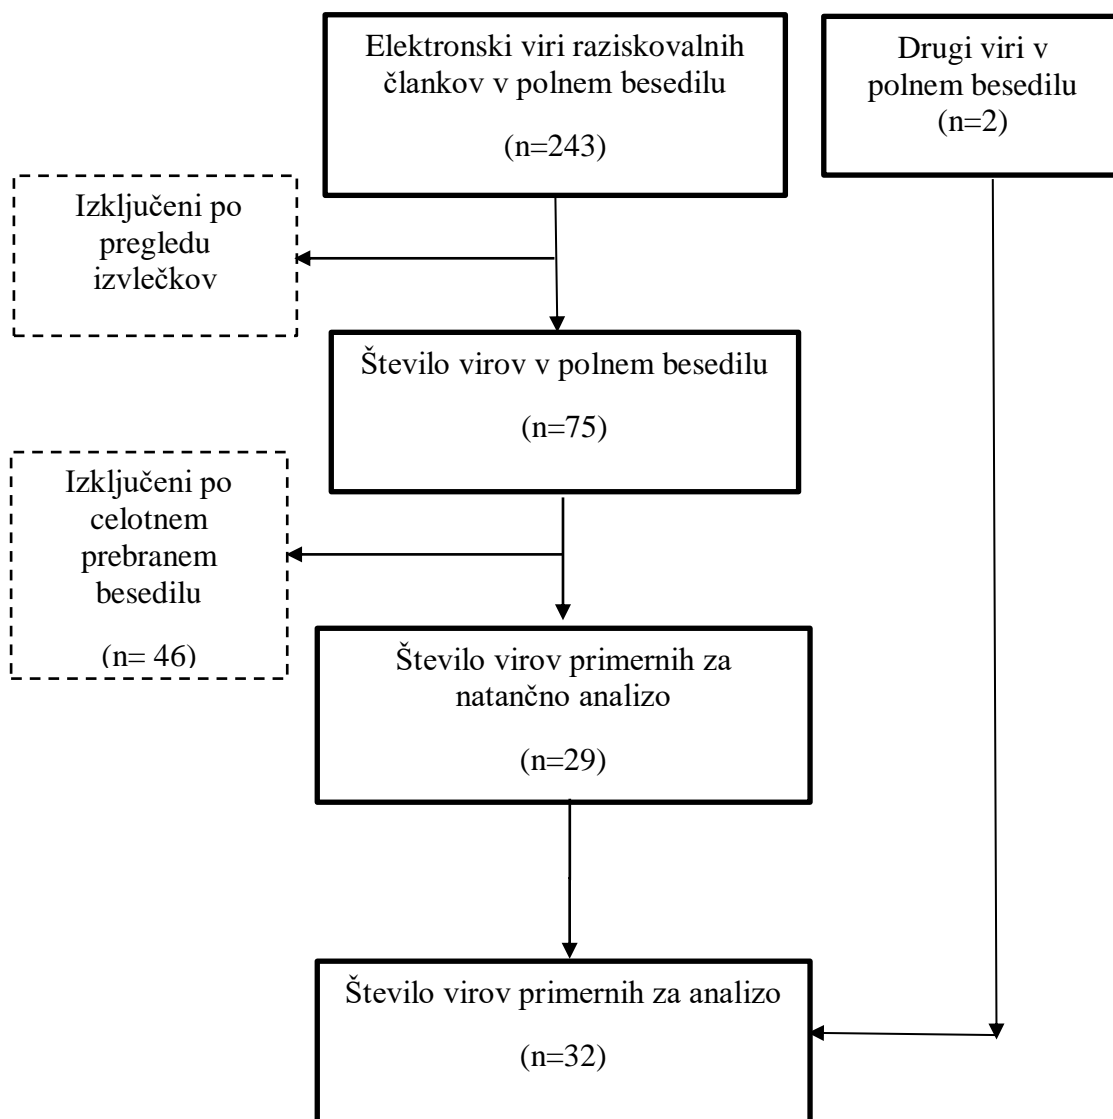 Elektronski viri raziskovalnih
člankov v polnem besedilu
(n=243)
Drugi viri v
polnem besedilu
(n=2)
Izključeni po
pregledu
izvlečkov
Število virov v polnem besedilu
(n=75)
Izključeni po
celotnem
prebranem
besedilu
(n= 46)
Število virov primernih za
natančno analizo
(n=29)
Število virov primernih za analizo
(n=32)